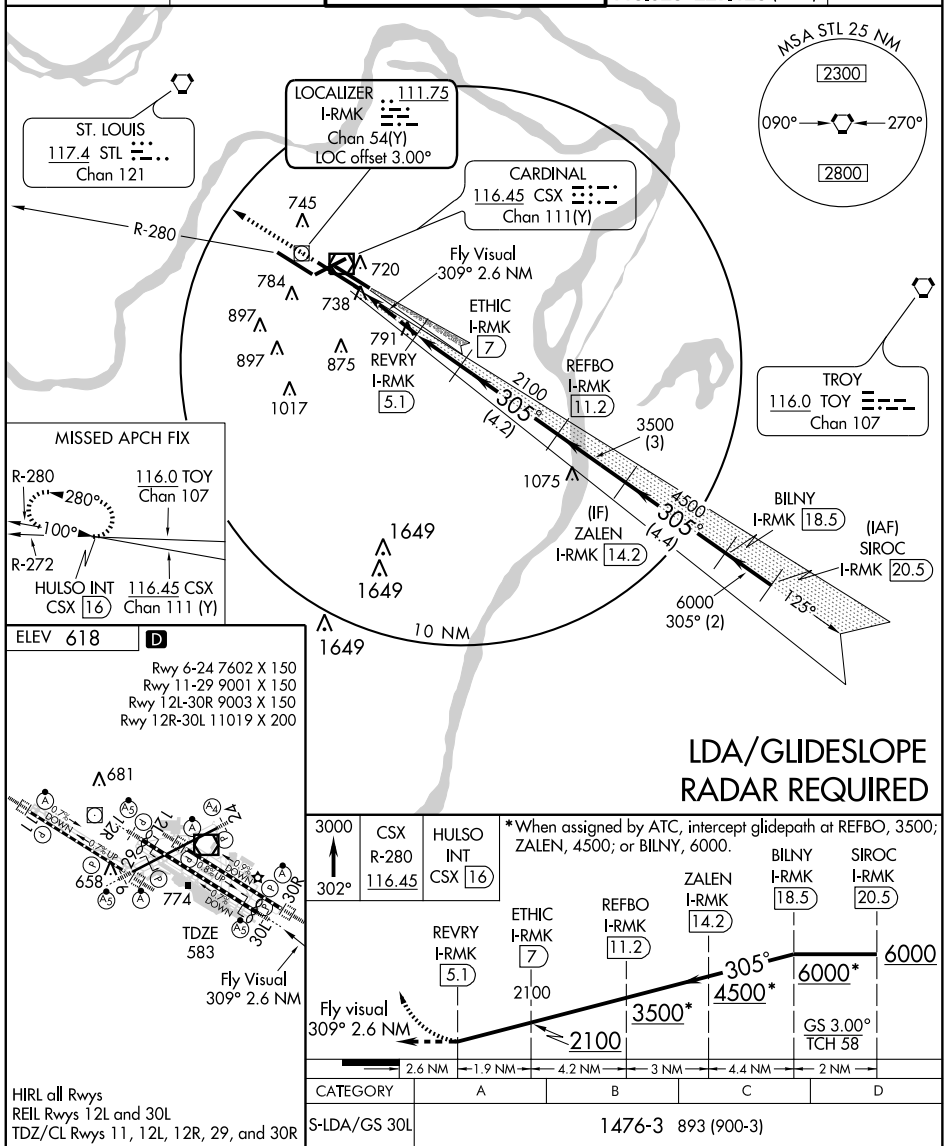 MSA STL 25 NM
2300
090°
270°
2800
ST. LOUIS
117.4 STL
Chan 121
LOCALIZER 111.75
I-RMK
Chan 54(Y)
LOC offset 3.00°
CARDINAL
116.45 CSX
Chan 111(Y)
R-280
745
720
Fly Visual
309° 2.6 NM
784
738
ETHIC
I-RMK
7
897
897
791
875
REVRY
I-RMK
5.1
1017
2100
305°
(4.2)
REFBO
I-RMK
11.2
3500
(3)
TROY
116.0 TOY
Chan 107
1075
(IF)
ZALEN
I-RMK 14.2
4500
305°
(4.4)
BILNY
I-RMK 18.5
(IAF)
SIROC
I-RMK 20.5
125°
6000
305° (2)
1649
1649
1649
10 NM
MISSED APCH FIX
R-280
116.0 TOY
Chan 107
280°
100°
R-272
HULSO INT
CSX 16
116.45 CSX
Chan 111 (Y)
LDA/GLIDESLOPE
RADAR REQUIRED
ELEV 618 D
Rwy 6-24 7602 X 150
Rwy 11-29 9001 X 150
Rwy 12L-30R 9003 X 150
Rwy 12R-30L 11019 X 200
681
658
774
TDZE
583
Fly Visual
309° 2.6 NM
HIRL all Rwys
REIL Rwys 12L and 30L
TDZ/CL Rwys 11, 12L, 12R, 29, and 30R
3000
302°
CSX
R-280
116.45
HULSO
INT
CSX 16
*When assigned by ATC, intercept glidepath at REFBO, 3500;
ZALEN, 4500; or BILNY, 6000.
REVRY
I-RMK
5.1
ETHIC
I-RMK
7
REFBO
I-RMK
11.2
ZALEN
I-RMK
14.2
BILNY
I-RMK
18.5
SIROC
I-RMK
20.5
2100
305°
6000
6000*
4500*
3500*
2100
Fly visual
309° 2.6 NM
GS 3.00°
TCH 58
2.6 NM 1.9 NM 4.2 NM 3 NM 4.4 NM 2 NM
CATEGORY A B C D
S-LDA/GS 30L 1476-3 893 (900-3)